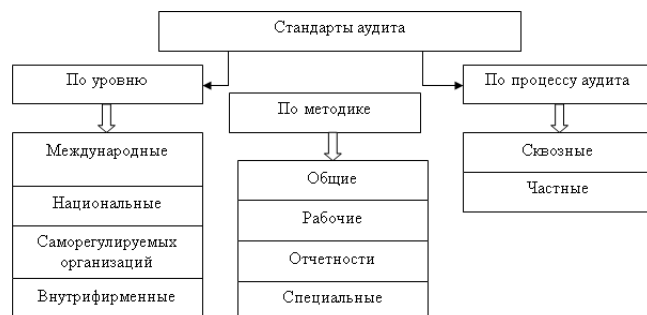 Стандарты аудита
По уровню
По методике
По процессу аудита
Международные
Национальные
Саморегулируемых
организаций
Внутрифирменные
Общие
Рабочие
Отчетности
Специальные
Сквозные
Частные